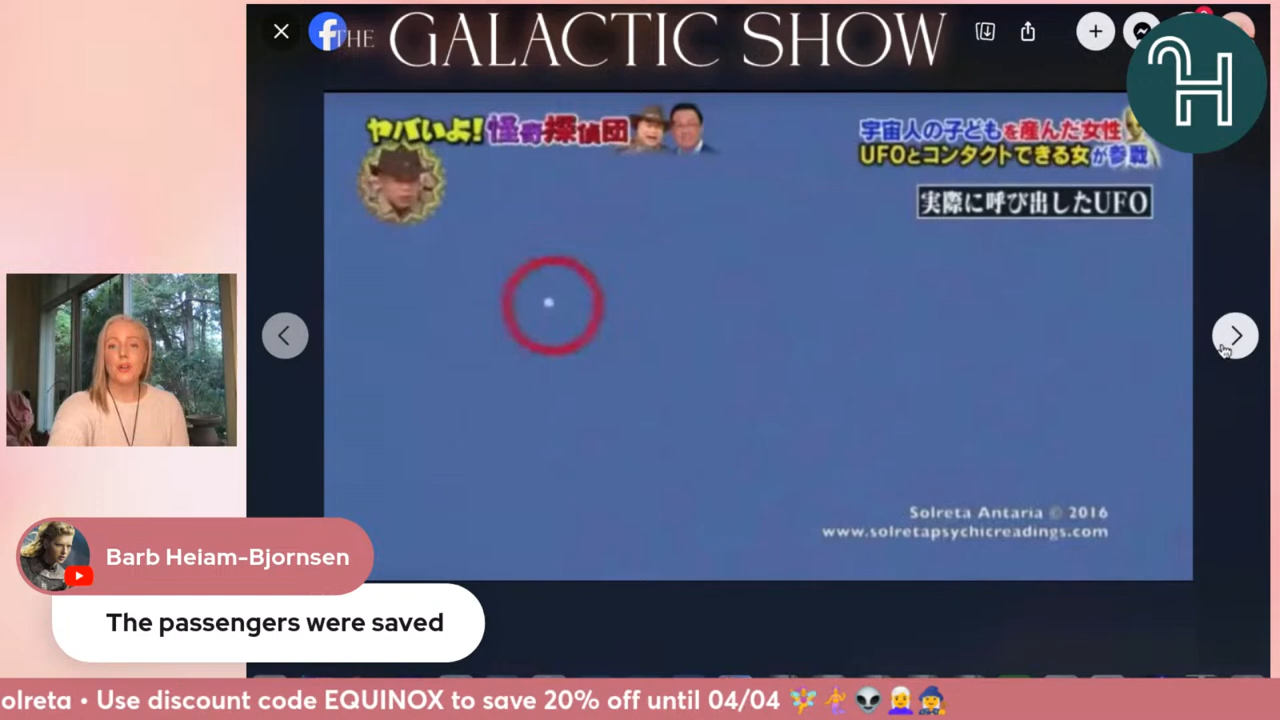 THE GALACTIC SHOW
ヤバいよ!怪奇探偵団
宇宙人の子どもを産んだ女性
UFOとコンタクトできる女が参戦
実際に呼び出したUFO
H
Solreta Antaria © 2016
www.solretapsychicreadings.com
Barb Heiam-Bjornsen
The passengers were saved
olreta • Use discount code EQUINOX to save 20% off until 04/04 🧚🧜‍♀️👽👩‍🦳🧙‍♀️